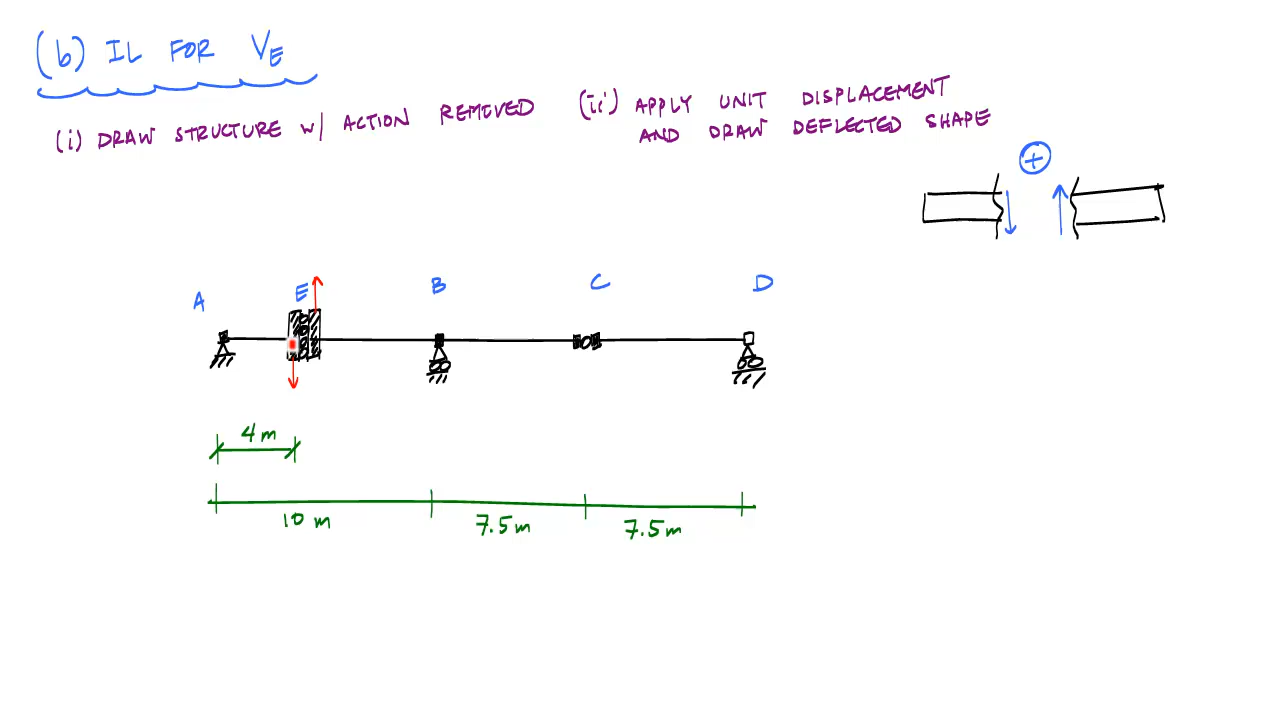 (b) IL FOR VE
(i) DRAW STRUCTURE W/ ACTION REMOVED
(ii) APPLY UNIT DISPLACEMENT
AND DRAW DEFLECTED SHAPE
+
A E B C D
4 m
10 m 7.5 m 7.5 m